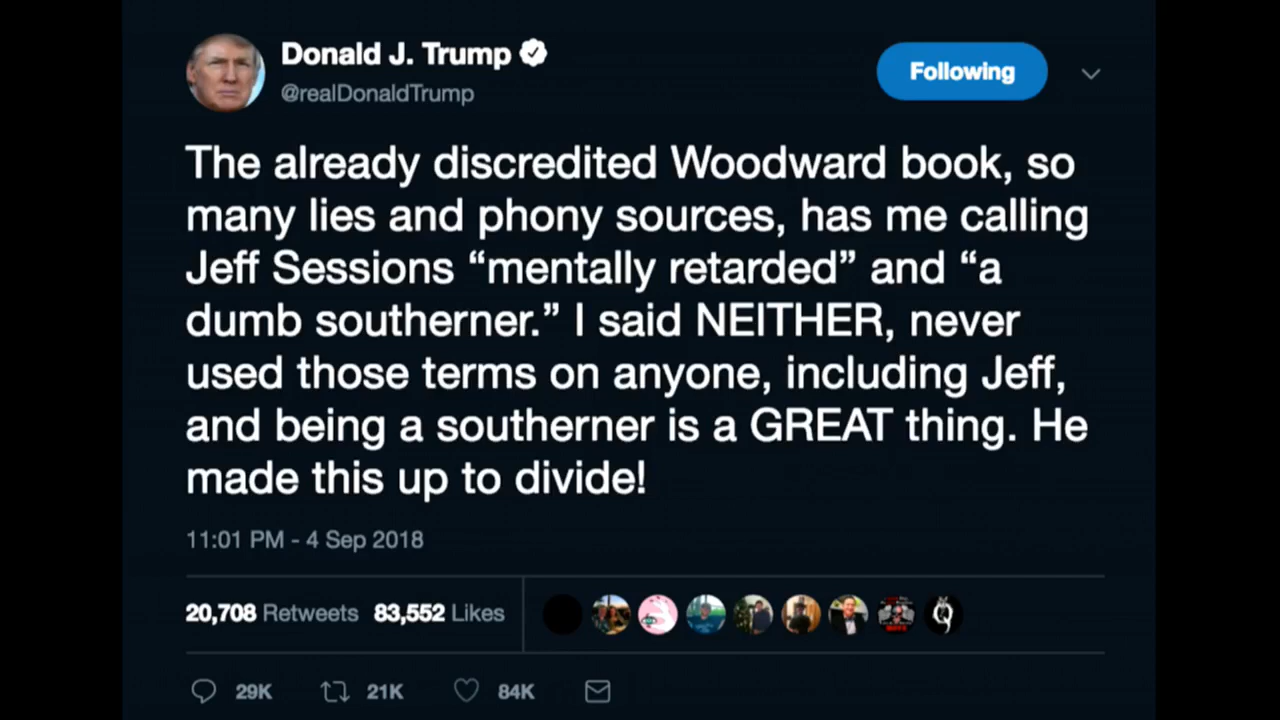 Donald J. Trump
@realDonaldTrump
Following
The already discredited Woodward book, so
many lies and phony sources, has me calling
Jeff Sessions “mentally retarded” and “a
dumb southerner.” I said NEITHER, never
used those terms on anyone, including Jeff,
and being a southerner is a GREAT thing. He
made this up to divide!
11:01 PM - 4 Sep 2018
20,708 Retweets 83,552 Likes
29K 21K 84K